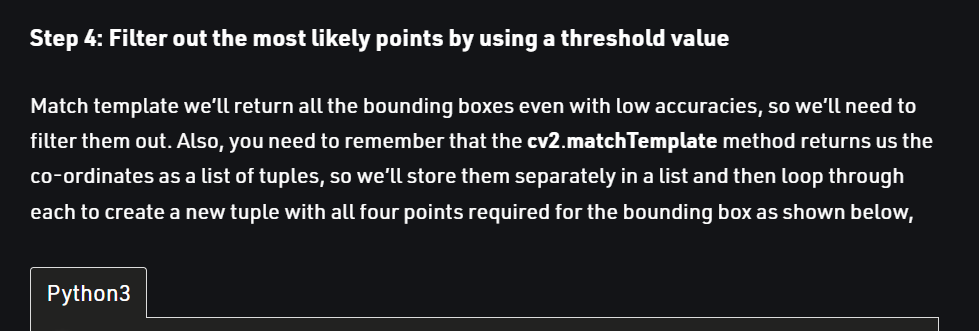 Step 4: Filter out the most likely points by using a threshold value
Match template we'll return all the bounding boxes even with low accuracies, so we'll need to
filter them out. Also, you need to remember that the cv2.matchTemplate method returns us the
co-ordinates as a list of tuples, so we'll store them separately in a list and then loop through
each to create a new tuple with all four points required for the bounding box as shown below,
Python3